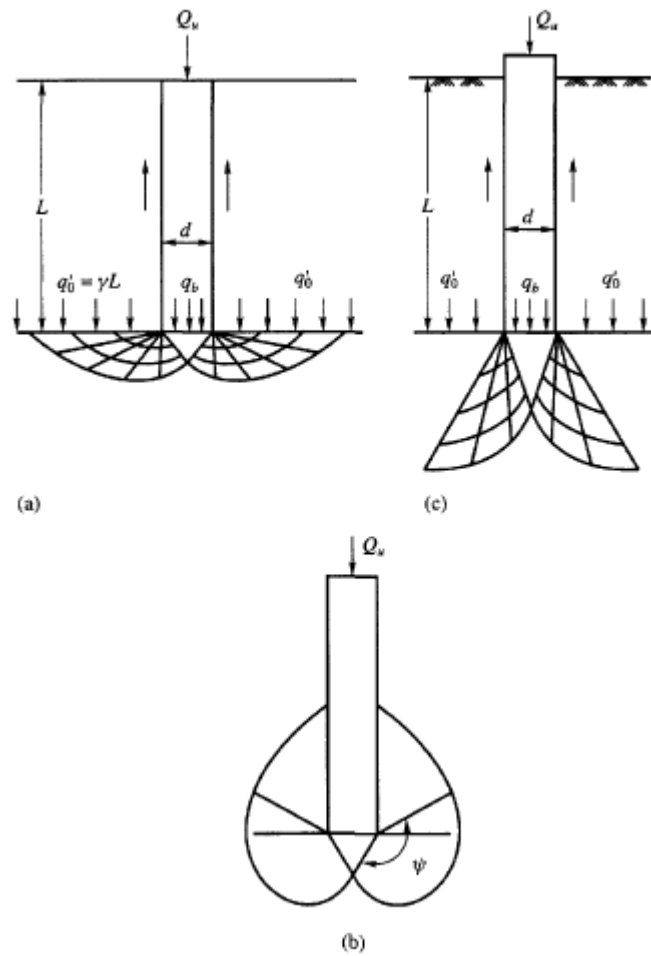 Q_u
L
d
q'_0 = γL
q_b
q'_0
(a)
Q_u
L
d
q'_0
q_b
q'_0
(c)
Q_u
ψ
(b)